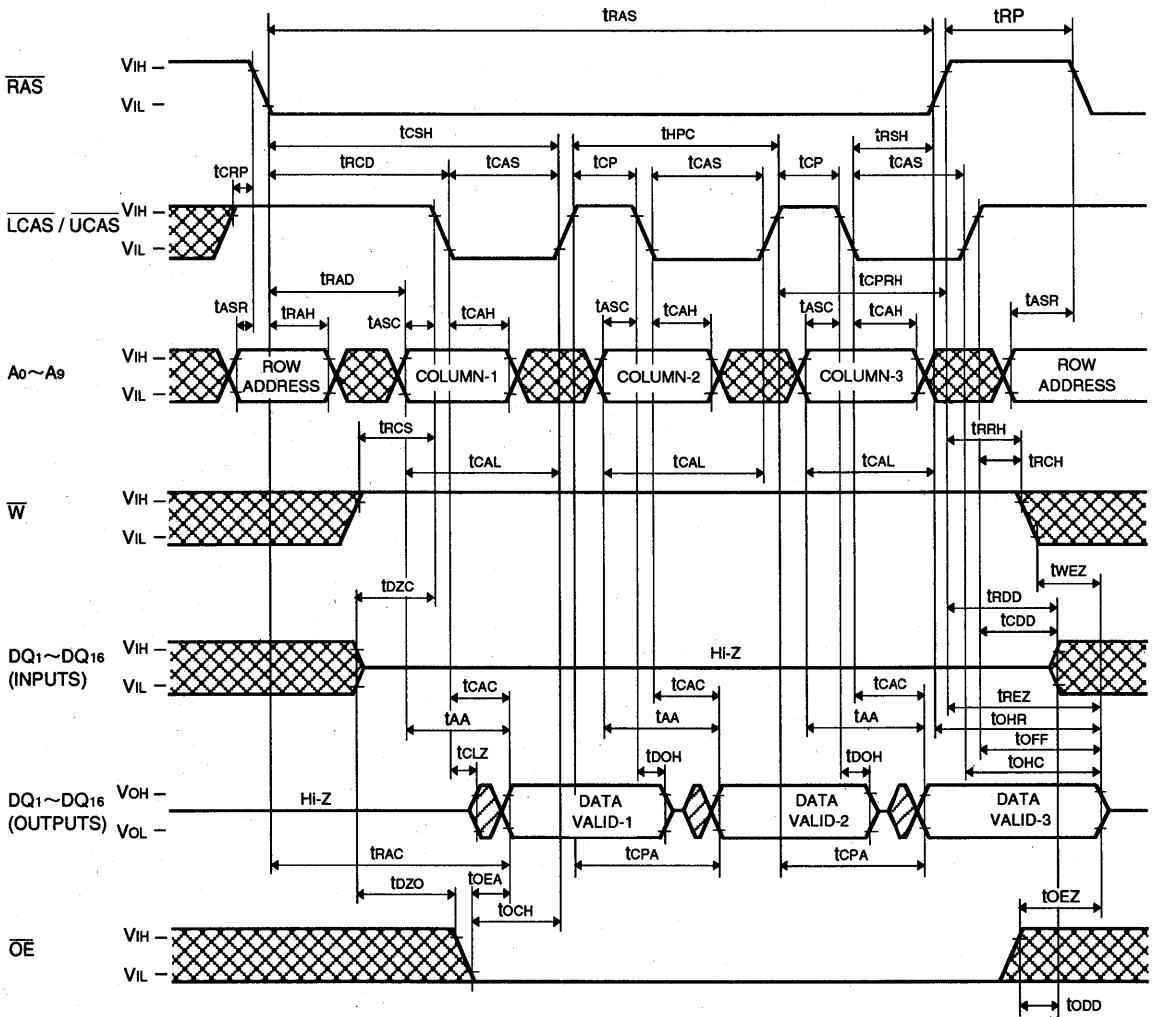 tRAS tRP
RAS VIH
VIL
tCSH tHPC tRSH
tCRP tRCD tCAS tCP tCAS tCP tCAS
LCAS / UCAS VIH
VIL
tRAD tCPRH
tASR tRAH tASC tCAH tASC tCAH tASC tCAH tASR
A0~A9 VIH
VIL
ROW ADDRESS COLUMN-1 COLUMN-2 COLUMN-3 ROW ADDRESS
tRCS tRRH
tCAL tCAL tCAL tRCH
W VIH
VIL
tWEZ
tDZC tRDD
tCDD
DQ1~DQ16 (INPUTS) VIH
VIL
Hi-Z
tCAC tCAC tCAC tREZ
tAA tAA tAA tOHR
tOFF
tCLZ tDOH tDOH tOHC
DQ1~DQ16 (OUTPUTS) VOH
VOL
Hi-Z DATA VALID-1 DATA VALID-2 DATA VALID-3
tRAC tCPA tCPA
tDZO tOEA tOEZ
tOCH
OE VIH
VIL
tODD